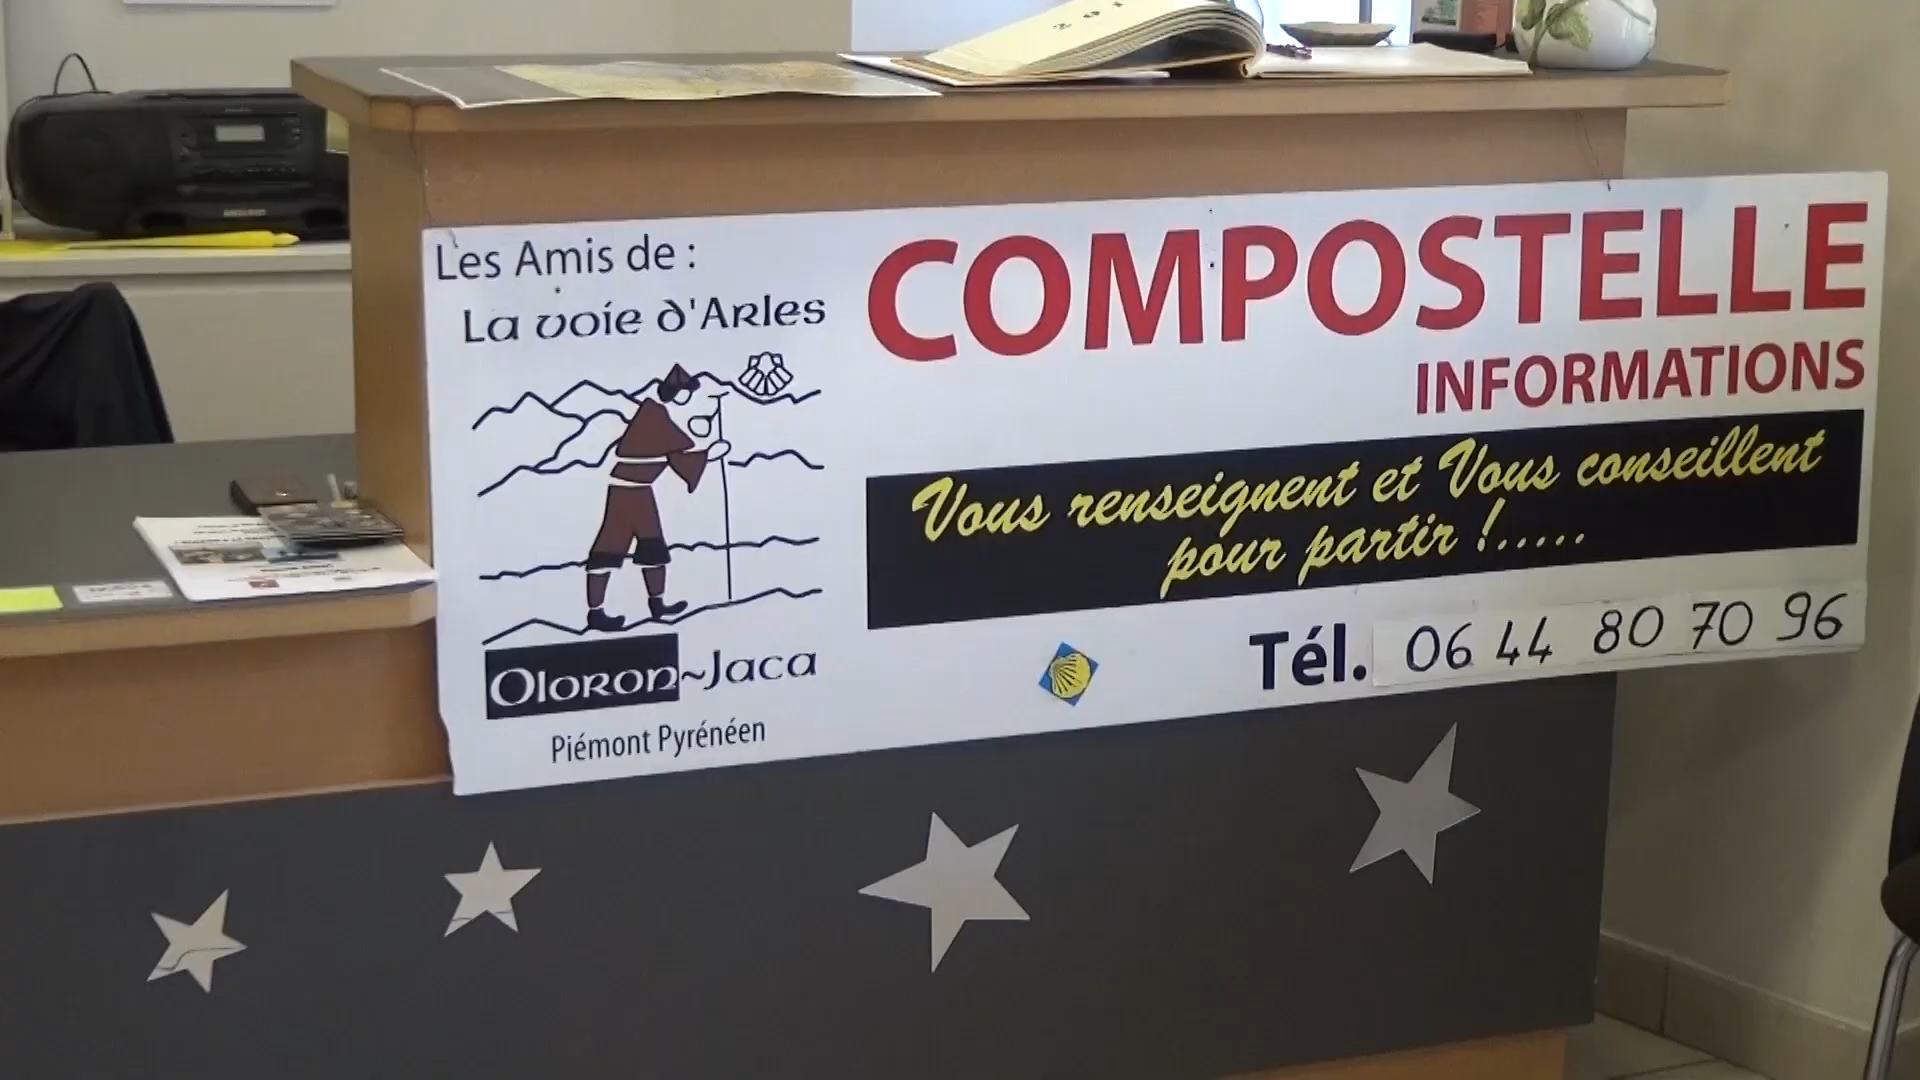 Les Amis de :
La voie d'Arles
Oloron~Jaca
Piémont Pyrénéen
COMPOSTELLE
INFORMATIONS
Vous renseignent et Vous conseillent
pour partir !.....
Tél. 06 44 80 70 96